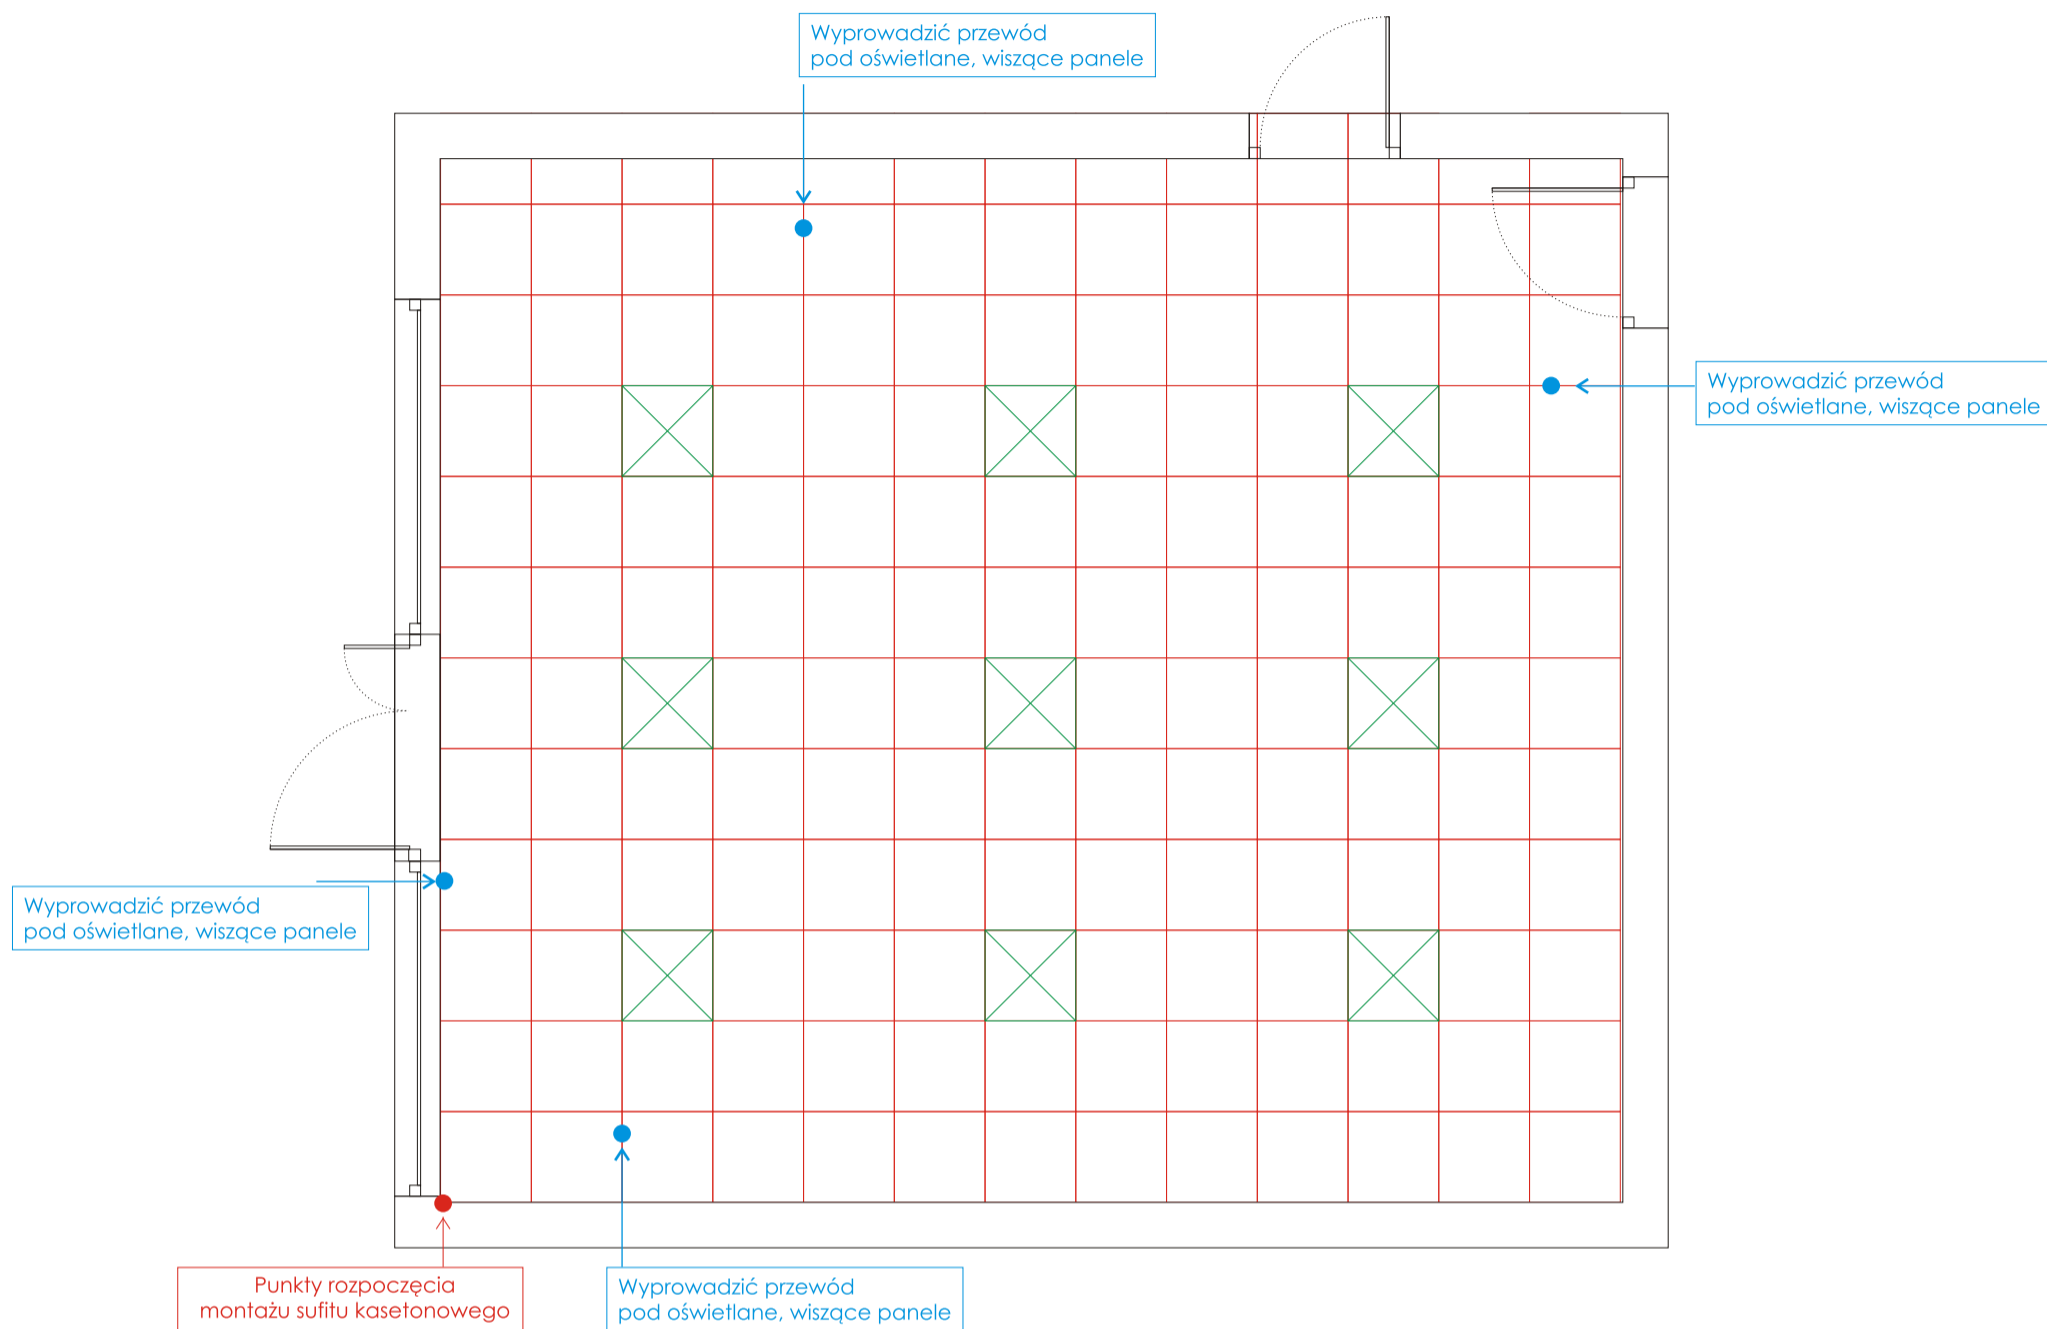 Wyprowadzić przewód
pod oświetlane, wiszące panele
Wyprowadzić przewód
pod oświetlane, wiszące panele
Wyprowadzić przewód
pod oświetlane, wiszące panele
Punkty rozpoczęcia
montażu sufitu kasetonowego
Wyprowadzić przewód
pod oświetlane, wiszące panele